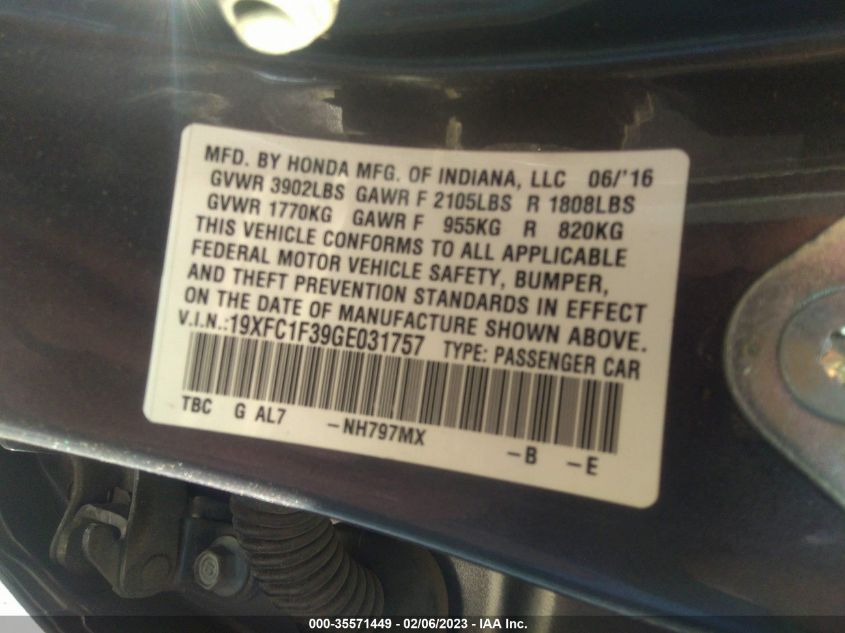 MFD. BY HONDA MFG. OF INDIANA, LLC 06/'16
GVWR 3902LBS GAWR F 2105LBS R 1808LBS
GVWR 1770KG GAWR F 955KG R 820KG
THIS VEHICLE CONFORMS TO ALL APPLICABLE
FEDERAL MOTOR VEHICLE SAFETY, BUMPER,
AND THEFT PREVENTION STANDARDS IN EFFECT
ON THE DATE OF MANUFACTURE SHOWN ABOVE.
V.I.N.:19XFC1F39GE031757 TYPE: PASSENGER CAR
TBC G AL7 -NH797MX -B -E
000-35571449 - 02/06/2023 - IAA Inc.